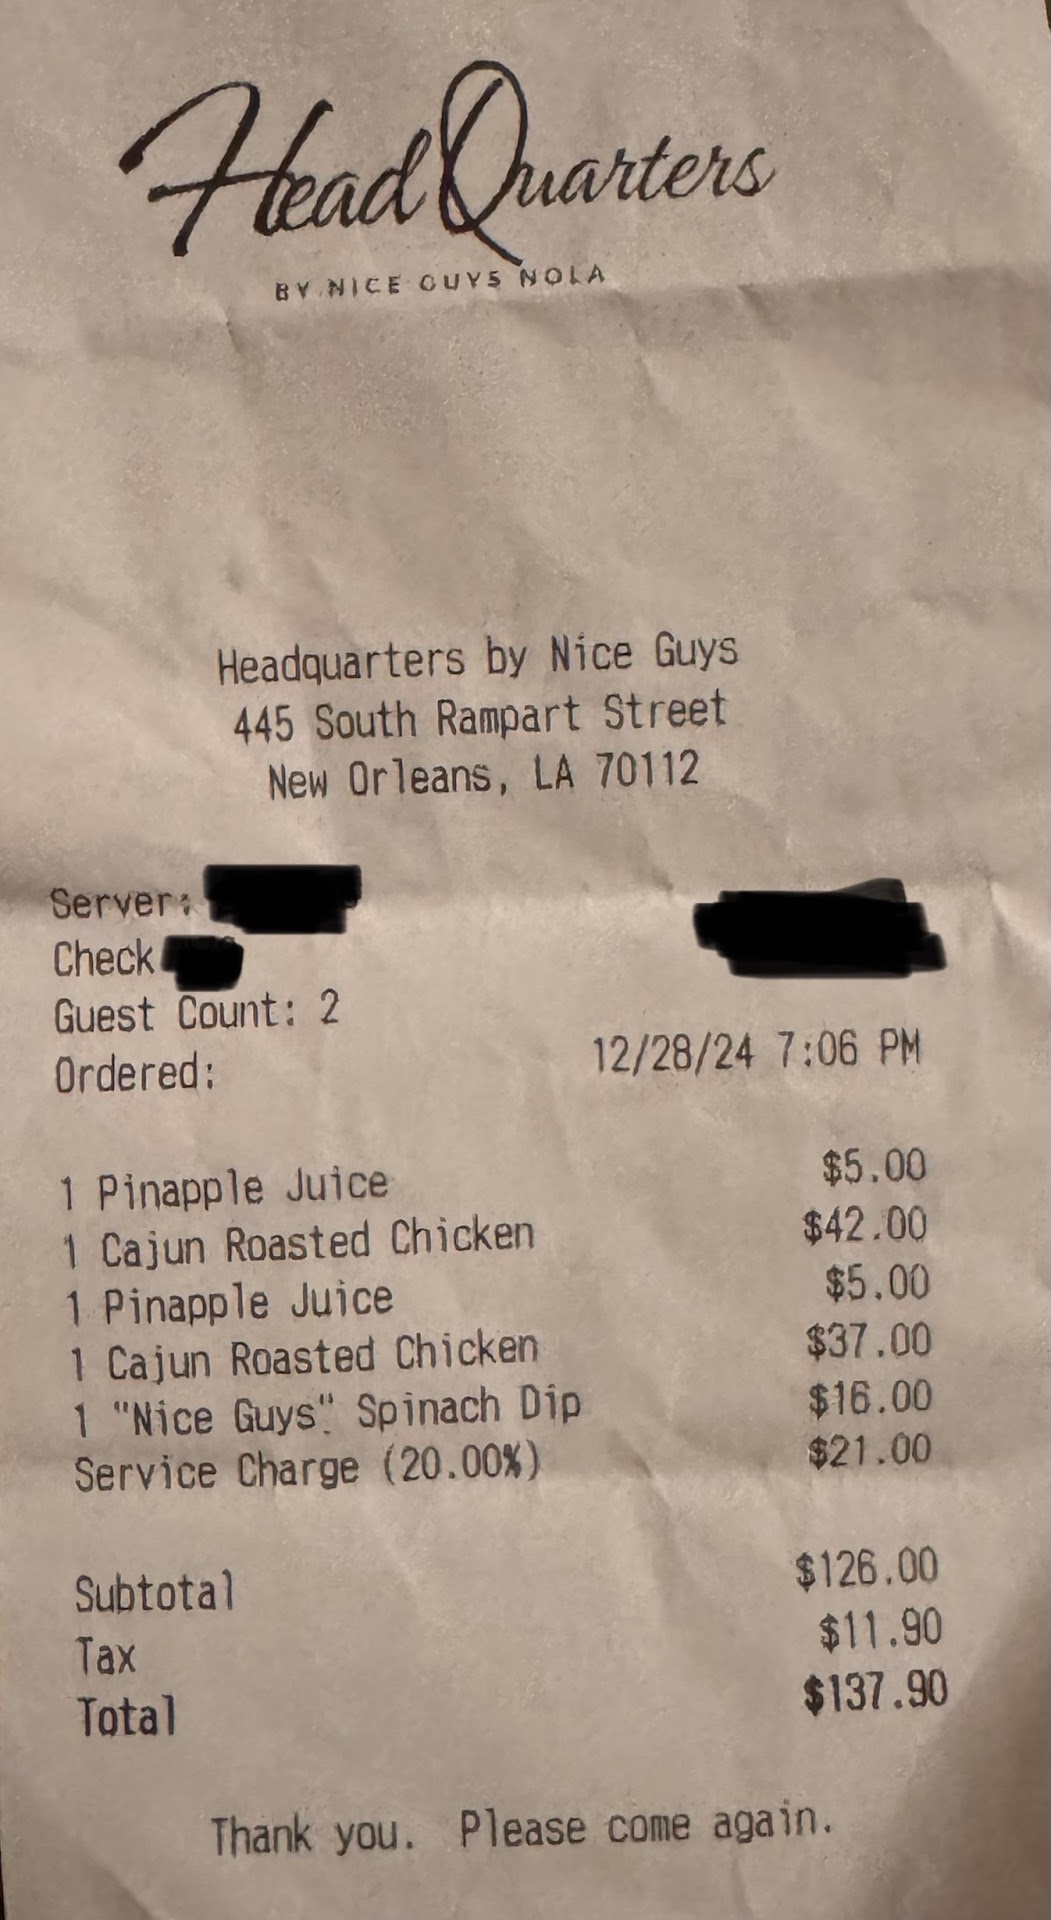 HeadQuarters
BY NICE GUYS NOLA
Headquarters by Nice Guys
445 South Rampart Street
New Orleans, LA 70112
Server:
Check
Guest Count: 2
Ordered: 12/28/24 7:06 PM
1 Pinapple Juice $5.00
1 Cajun Roasted Chicken $42.00
1 Pinapple Juice $5.00
1 Cajun Roasted Chicken $37.00
1 "Nice Guys" Spinach Dip $16.00
Service Charge (20.00%) $21.00
Subtotal $126.00
Tax $11.90
Total $137.90
Thank you. Please come again.